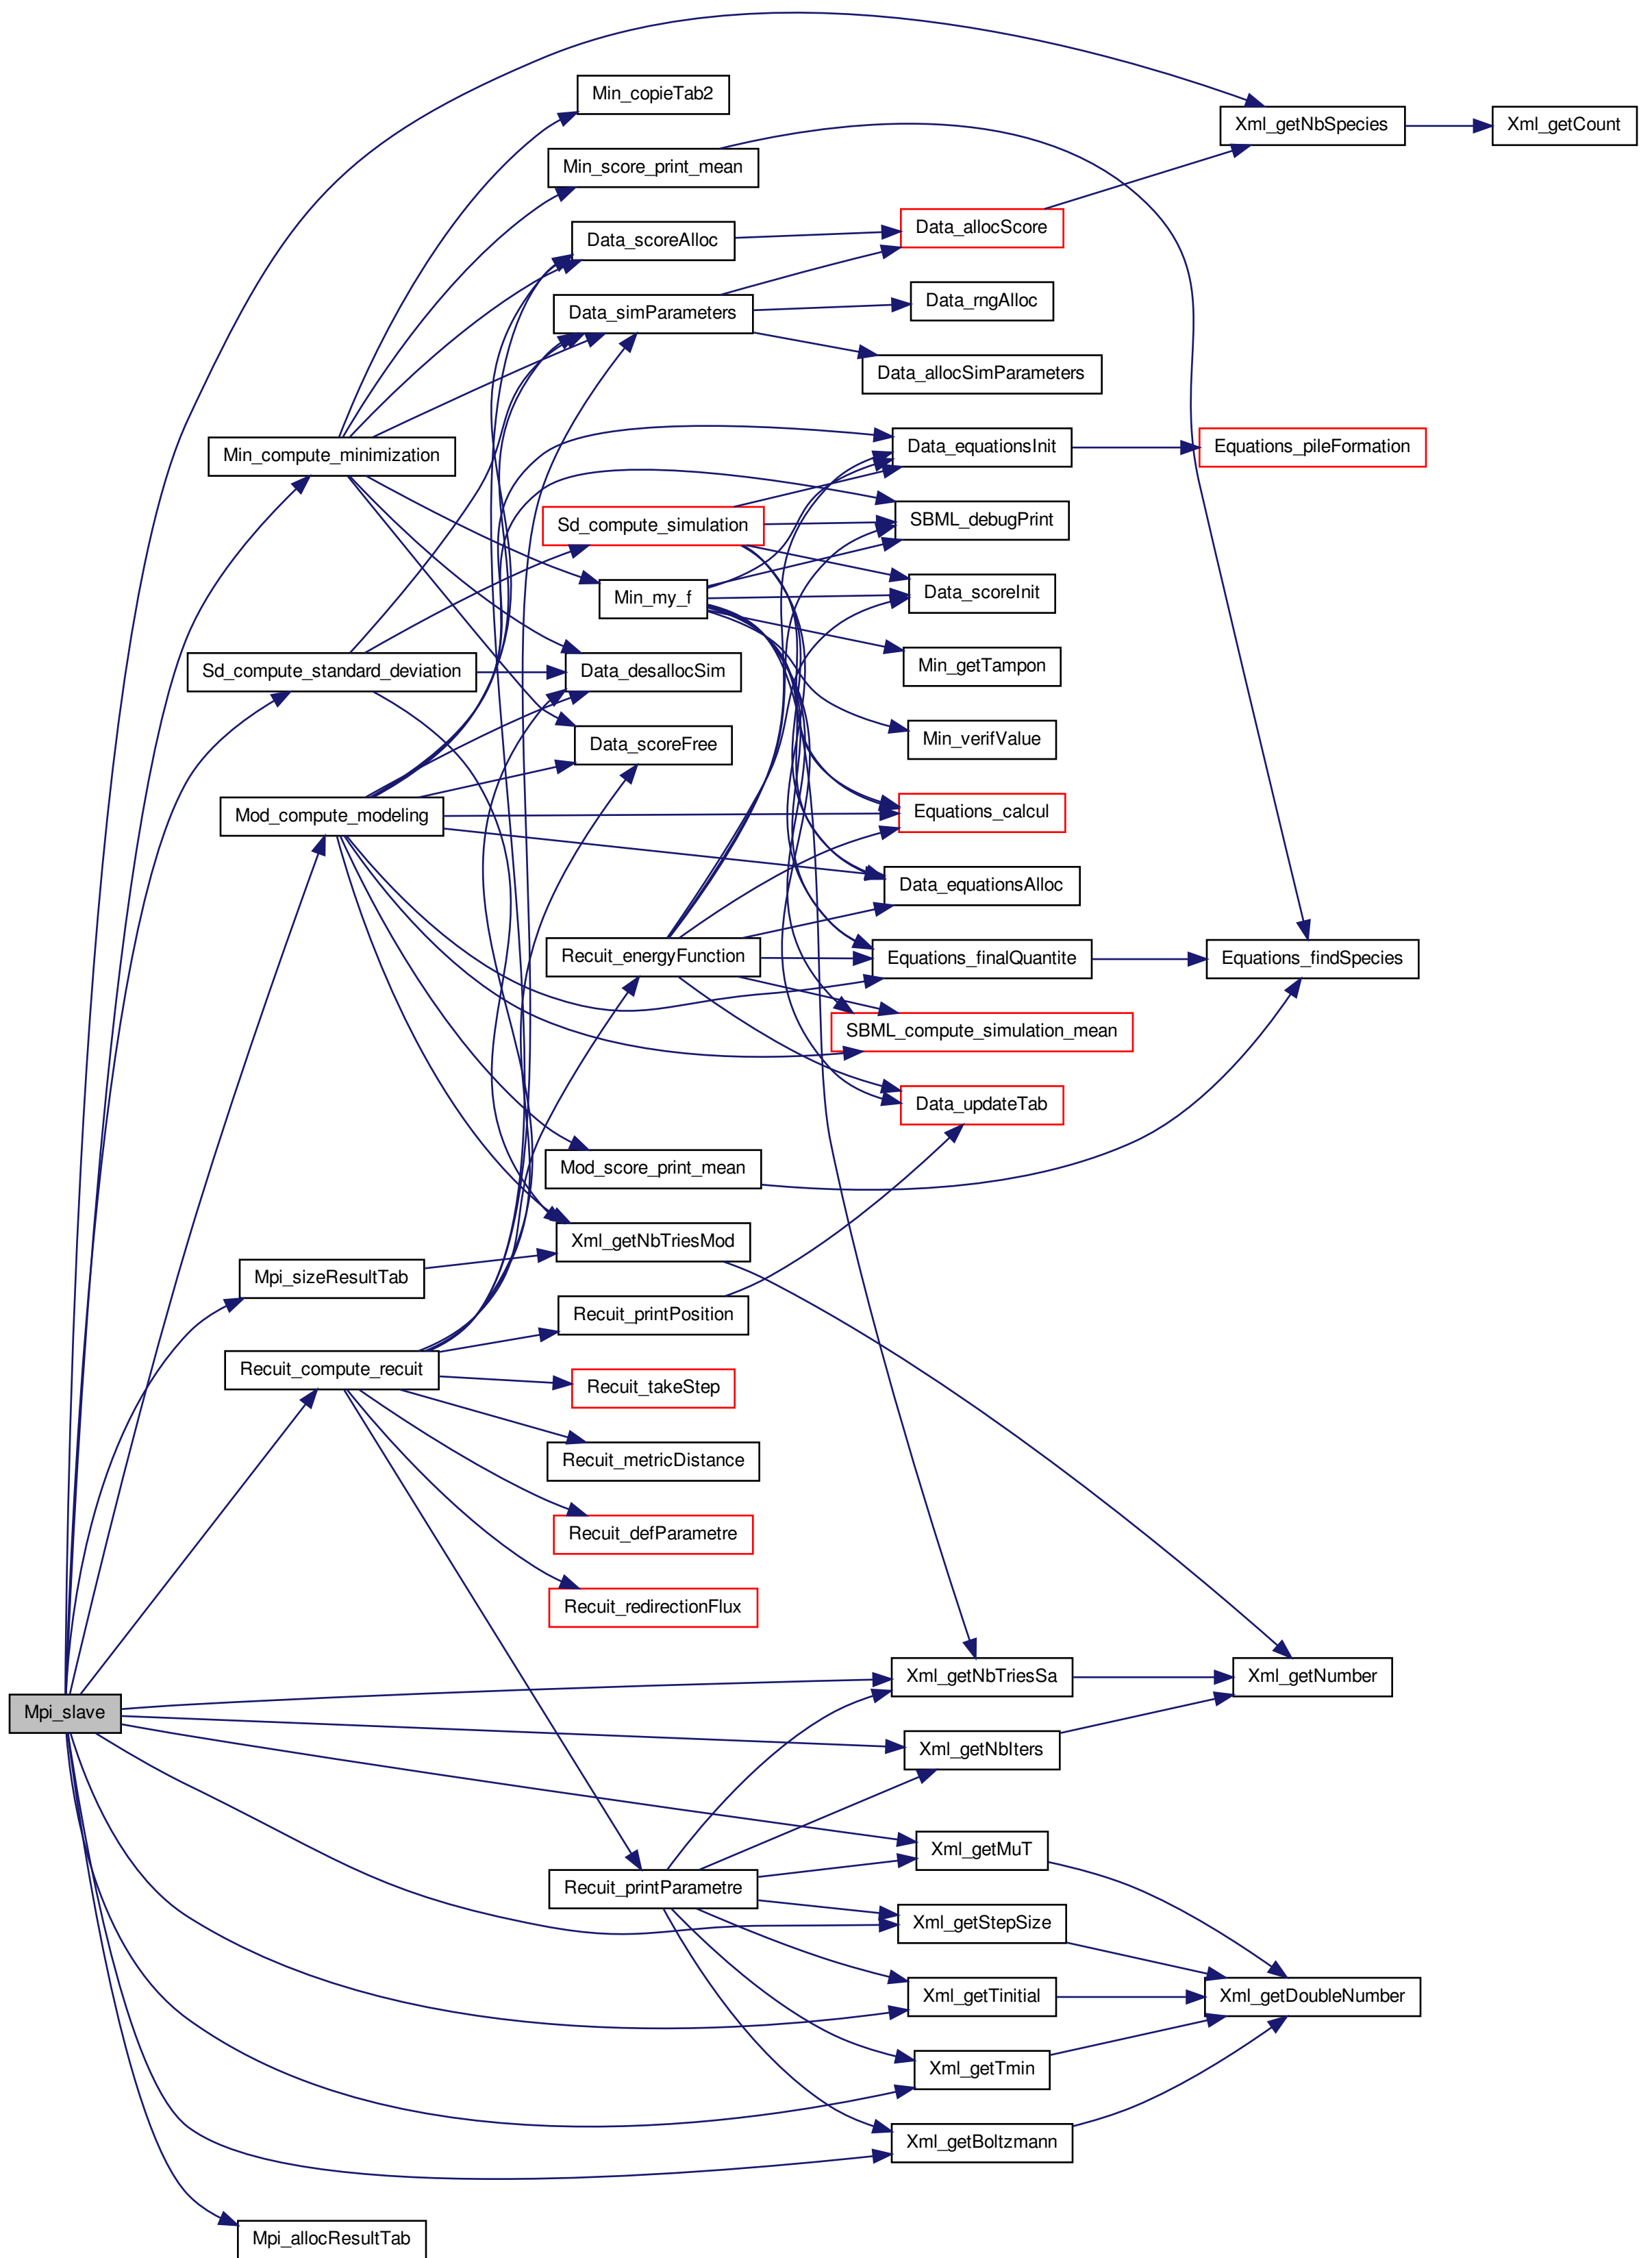 Min_copieTab2
Xml_getNbSpecies
Xml_getCount
Min_score_print_mean
Data_allocScore
Data_scoreAlloc
Data_rngAlloc
Data_simParameters
Data_allocSimParameters
Min_compute_minimization
Data_equationsInit
Equations_pileFormation
Sd_compute_simulation
SBML_debugPrint
Min_my_f
Data_scoreInit
Sd_compute_standard_deviation
Data_desallocSim
Min_getTampon
Data_scoreFree
Min_verifValue
Mod_compute_modeling
Equations_calcul
Data_equationsAlloc
Recuit_energyFunction
Equations_finalQuantite
Equations_findSpecies
SBML_compute_simulation_mean
Data_updateTab
Mod_score_print_mean
Xml_getNbTriesMod
Mpi_sizeResultTab
Recuit_printPosition
Recuit_compute_recuit
Recuit_takeStep
Recuit_metricDistance
Recuit_defParametre
Recuit_redirectionFlux
Xml_getNbTriesSa
Xml_getNumber
Mpi_slave
Xml_getNbIters
Xml_getMuT
Recuit_printParametre
Xml_getStepSize
Xml_getTinitial
Xml_getDoubleNumber
Xml_getTmin
Xml_getBoltzmann
Mpi_allocResultTab